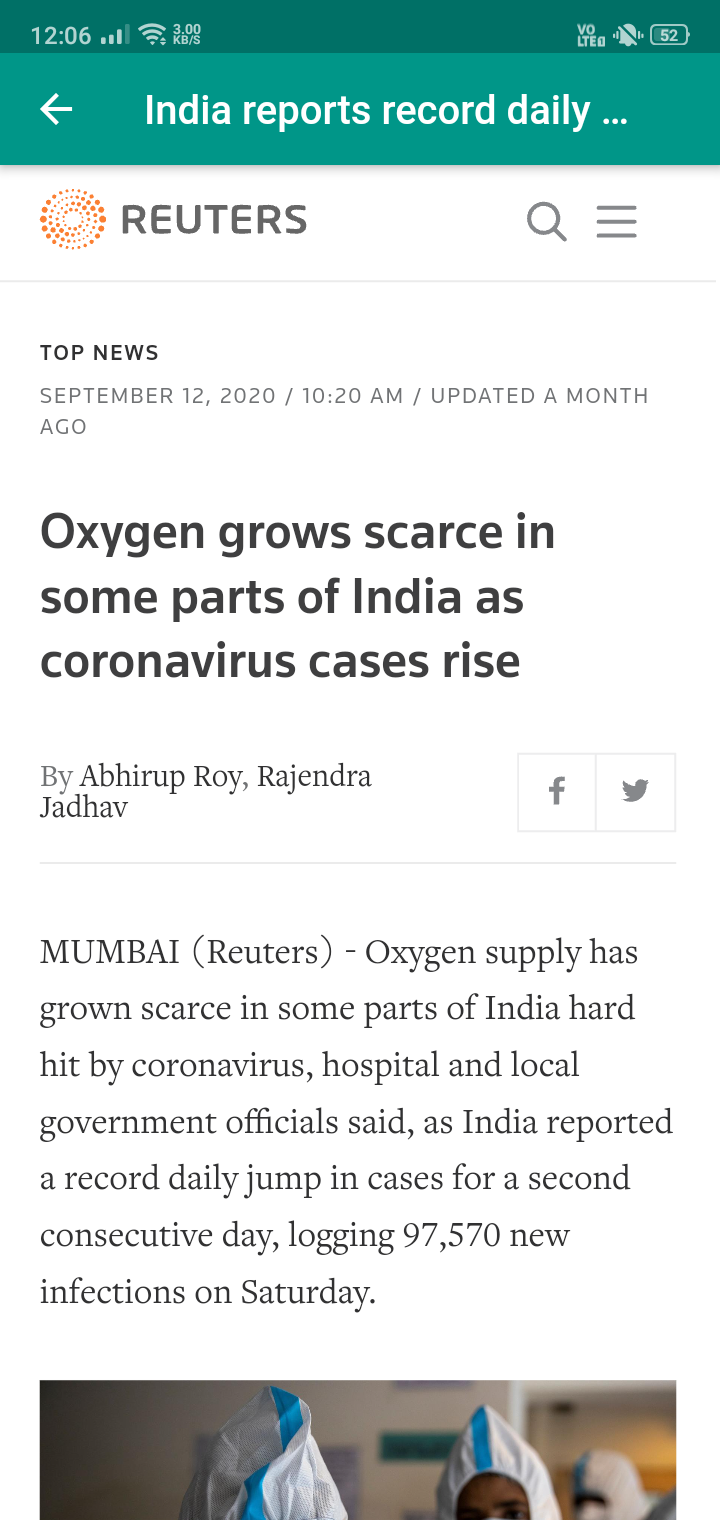 12:06 3.00 KB/S VO LTE 52
India reports record daily ...
REUTERS
TOP NEWS
SEPTEMBER 12, 2020 / 10:20 AM / UPDATED A MONTH
AGO
Oxygen grows scarce in
some parts of India as
coronavirus cases rise
By Abhirup Roy, Rajendra
Jadhav
MUMBAI (Reuters) - Oxygen supply has
grown scarce in some parts of India hard
hit by coronavirus, hospital and local
government officials said, as India reported
a record daily jump in cases for a second
consecutive day, logging 97,570 new
infections on Saturday.